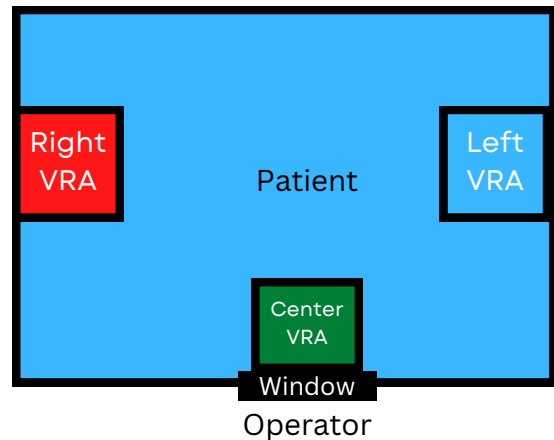 Right
VRA
Left
VRA
Patient
Center
VRA
Window
Operator